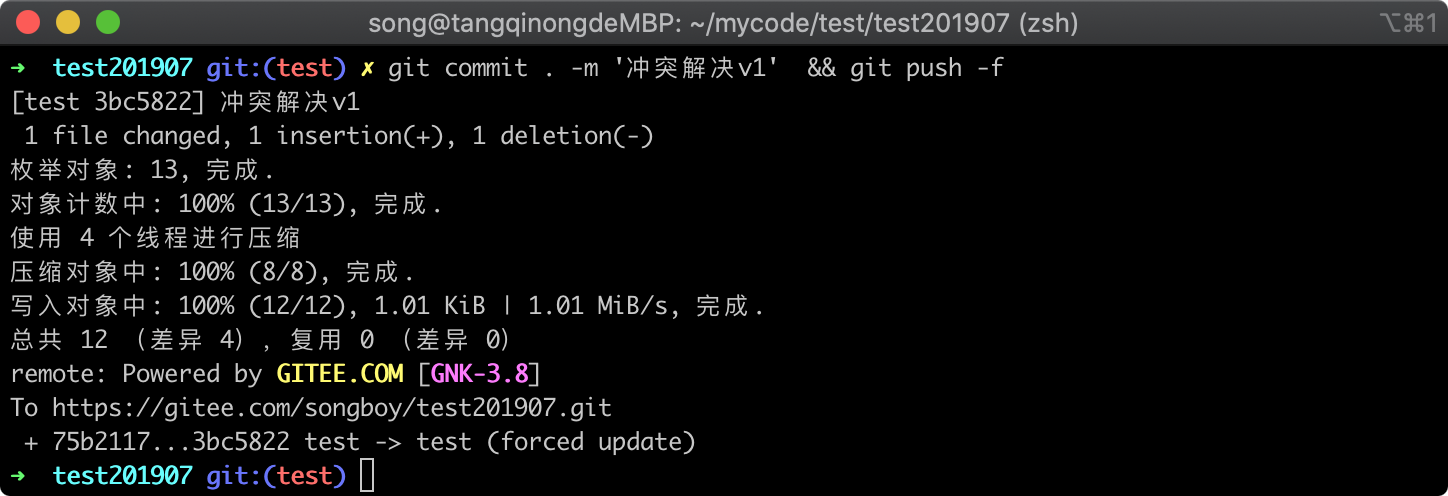 song@tangqinongdeMBP: ~/mycode/test/test201907 (zsh) ⌥⌘1
➜ test201907 git:(test) ✗ git commit . -m '冲突解决v1' && git push -f
[test 3bc5822] 冲突解决v1
1 file changed, 1 insertion(+), 1 deletion(-)
枚举对象: 13, 完成.
对象计数中: 100% (13/13), 完成.
使用 4 个线程进行压缩
压缩对象中: 100% (8/8), 完成.
写入对象中: 100% (12/12), 1.01 KiB | 1.01 MiB/s, 完成.
总共 12 （差异 4），复用 0 （差异 0）
remote: Powered by GITEE.COM [GNK-3.8]
To https://gitee.com/songboy/test201907.git
+ 75b2117...3bc5822 test -> test (forced update)
➜ test201907 git:(test)